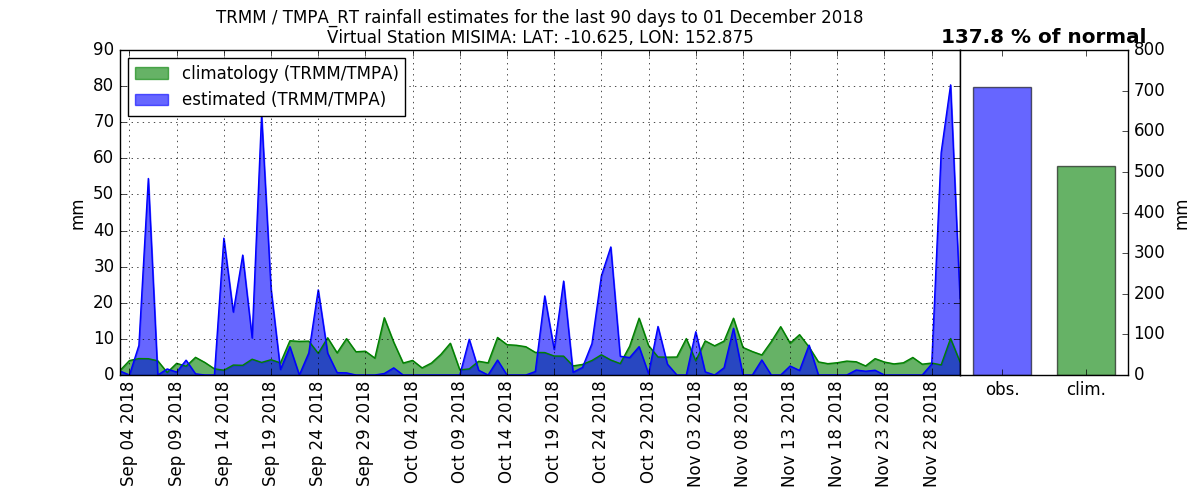 TRMM / TMPA_RT rainfall estimates for the last 90 days to 01 December 2018
Virtual Station MISIMA: LAT: -10.625, LON: 152.875
137.8 % of normal
climatology (TRMM/TMPA)
estimated (TRMM/TMPA)
90
80
70
60
50
40
30
20
10
0
mm
800
700
600
500
400
300
200
100
0
mm
Sep 04 2018
Sep 09 2018
Sep 14 2018
Sep 19 2018
Sep 24 2018
Sep 29 2018
Oct 04 2018
Oct 09 2018
Oct 14 2018
Oct 19 2018
Oct 24 2018
Oct 29 2018
Nov 03 2018
Nov 08 2018
Nov 13 2018
Nov 18 2018
Nov 23 2018
Nov 28 2018
obs.
clim.